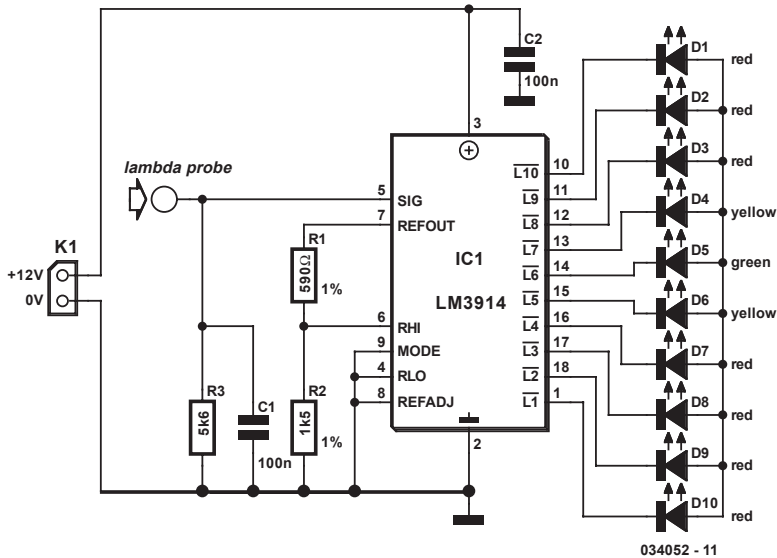 C2
100n
3
lambda probe
K1
+12V
0V
5
7
6
9
4
8
SIG
REFOUT
RHI
MODE
RLO
REFADJ
R1
590Ω
1%
R2
1k5
1%
R3
5k6
C1
100n
IC1
LM3914
2
L10
L9
L8
L7
L6
L5
L4
L3
L2
L1
10
11
12
13
14
15
16
17
18
1
D1 red
D2 red
D3 red
D4 yellow
D5 green
D6 yellow
D7 red
D8 red
D9 red
D10 red
034052 - 11